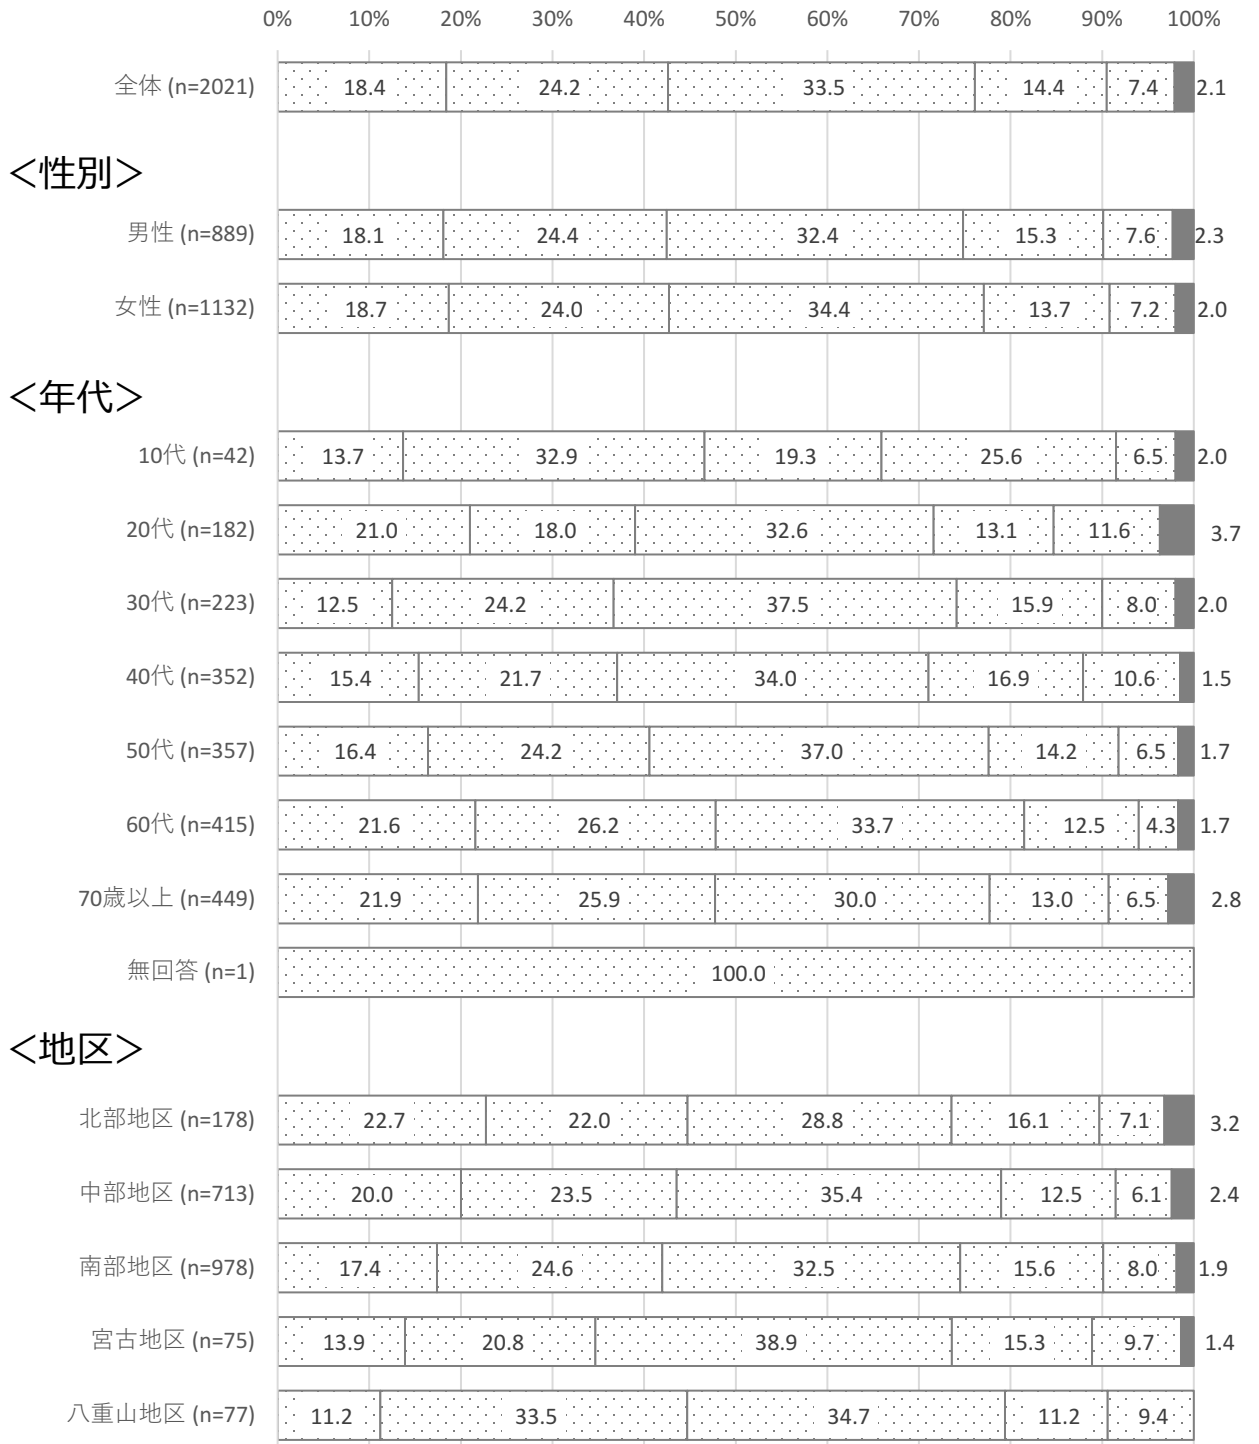 0% 10% 20% 30% 40% 50% 60% 70% 80% 90% 100%
全体 (n=2021) 18.4 24.2 33.5 14.4 7.4 2.1
＜性別＞
男性 (n=889) 18.1 24.4 32.4 15.3 7.6 2.3
女性 (n=1132) 18.7 24.0 34.4 13.7 7.2 2.0
＜年代＞
10代 (n=42) 13.7 32.9 19.3 25.6 6.5 2.0
20代 (n=182) 21.0 18.0 32.6 13.1 11.6 3.7
30代 (n=223) 12.5 24.2 37.5 15.9 8.0 2.0
40代 (n=352) 15.4 21.7 34.0 16.9 10.6 1.5
50代 (n=357) 16.4 24.2 37.0 14.2 6.5 1.7
60代 (n=415) 21.6 26.2 33.7 12.5 4.3 1.7
70歳以上 (n=449) 21.9 25.9 30.0 13.0 6.5 2.8
無回答 (n=1) 100.0
＜地区＞
北部地区 (n=178) 22.7 22.0 28.8 16.1 7.1 3.2
中部地区 (n=713) 20.0 23.5 35.4 12.5 6.1 2.4
南部地区 (n=978) 17.4 24.6 32.5 15.6 8.0 1.9
宮古地区 (n=75) 13.9 20.8 38.9 15.3 9.7 1.4
八重山地区 (n=77) 11.2 33.5 34.7 11.2 9.4